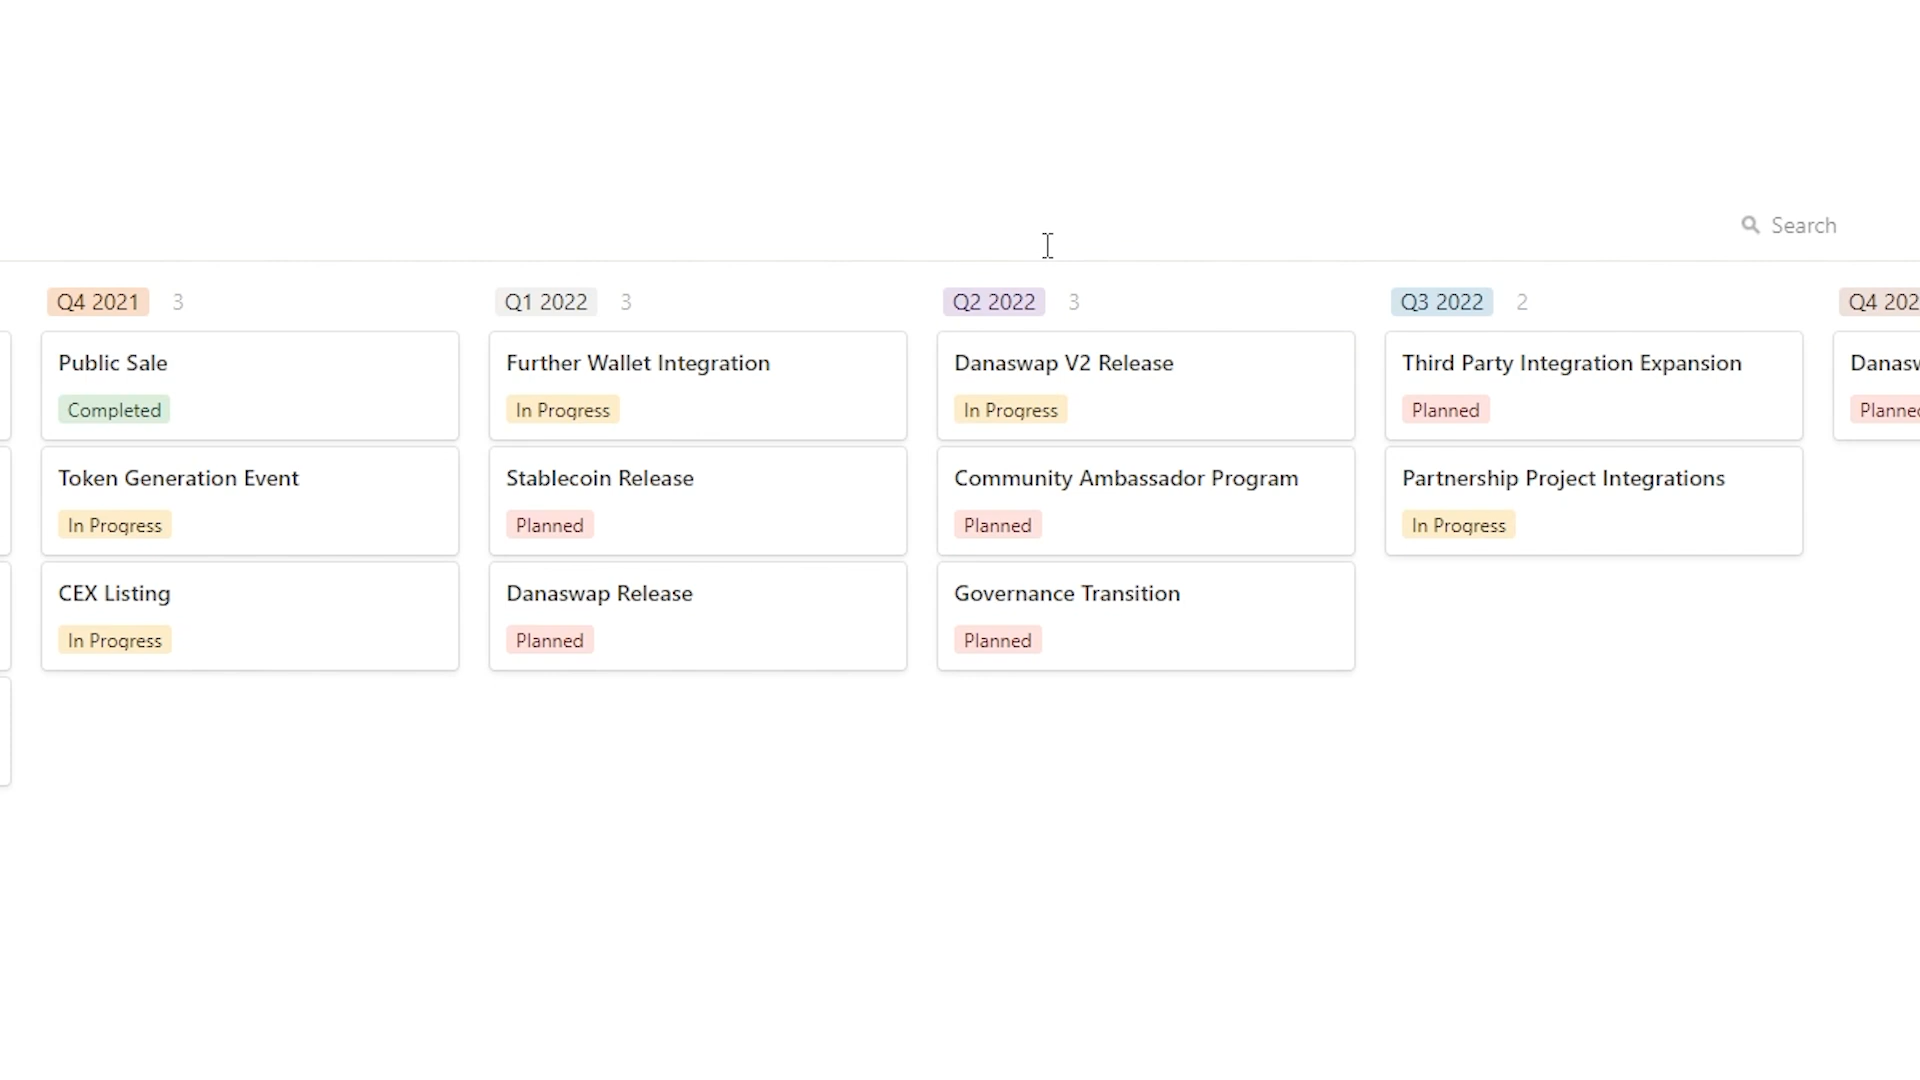 Search
Q4 2021 3
Public Sale
Completed
Token Generation Event
In Progress
CEX Listing
In Progress
Q1 2022 3
Further Wallet Integration
In Progress
Stablecoin Release
Planned
Danaswap Release
Planned
Q2 2022 3
Danaswap V2 Release
In Progress
Community Ambassador Program
Planned
Governance Transition
Planned
Q3 2022 2
Third Party Integration Expansion
Planned
Partnership Project Integrations
In Progress
Q4